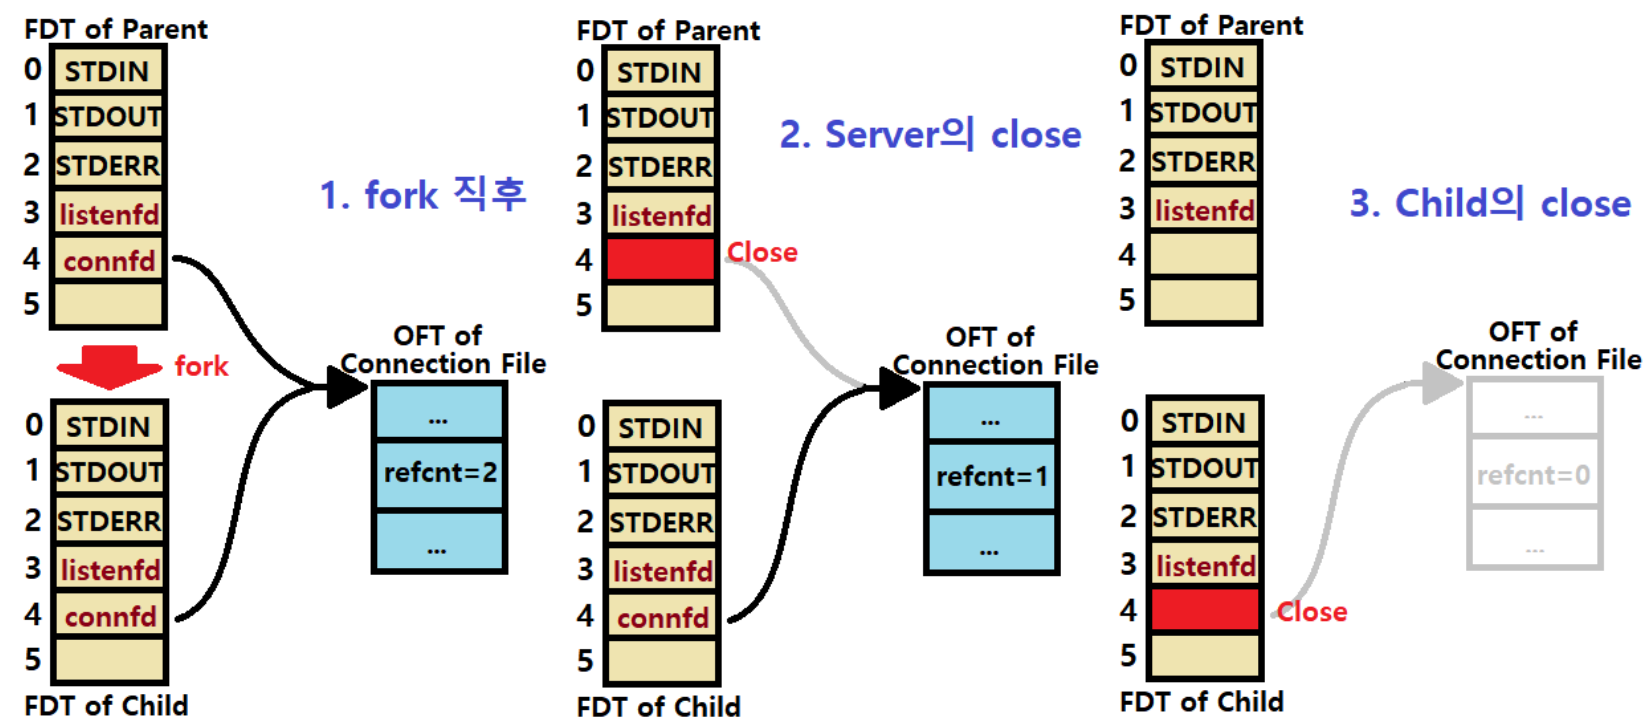 FDT of Parent
0 STDIN
1 STDOUT
2 STDERR
3 listenfd
4 connfd
5
1. fork 직후
fork
0 STDIN
1 STDOUT
2 STDERR
3 listenfd
4 connfd
5
FDT of Child
OFT of
Connection File
...
refcnt=2
...
FDT of Parent
0 STDIN
1 STDOUT
2 STDERR
3 listenfd
4
5
Close
2. Server의 close
0 STDIN
1 STDOUT
2 STDERR
3 listenfd
4 connfd
5
FDT of Child
OFT of
Connection File
...
refcnt=1
...
FDT of Parent
0 STDIN
1 STDOUT
2 STDERR
3 listenfd
4
5
3. Child의 close
0 STDIN
1 STDOUT
2 STDERR
3 listenfd
4
5
Close
FDT of Child
OFT of
Connection File
...
refcnt=0
...